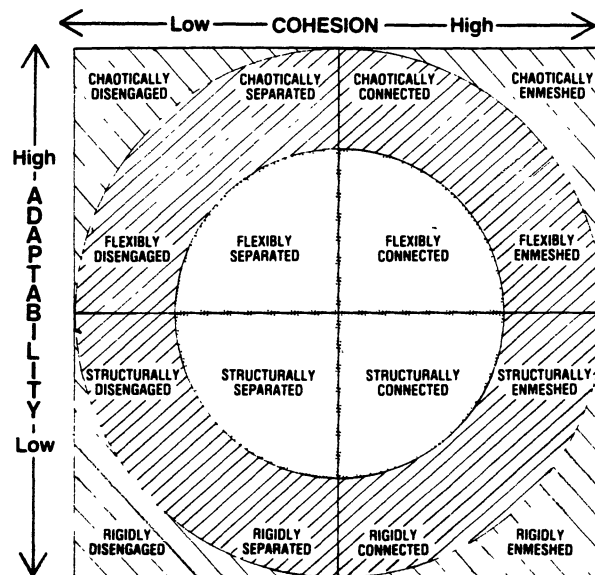 Low — COHESION — High
CHAOTICALLY DISENGAGED
CHAOTICALLY SEPARATED
CHAOTICALLY CONNECTED
CHAOTICALLY ENMESHED
High
ADAPTABILITY
FLEXIBLY DISENGAGED
FLEXIBLY SEPARATED
FLEXIBLY CONNECTED
FLEXIBLY ENMESHED
STRUCTURALLY DISENGAGED
STRUCTURALLY SEPARATED
STRUCTURALLY CONNECTED
STRUCTURALLY ENMESHED
Low
RIGIDLY DISENGAGED
RIGIDLY SEPARATED
RIGIDLY CONNECTED
RIGIDLY ENMESHED